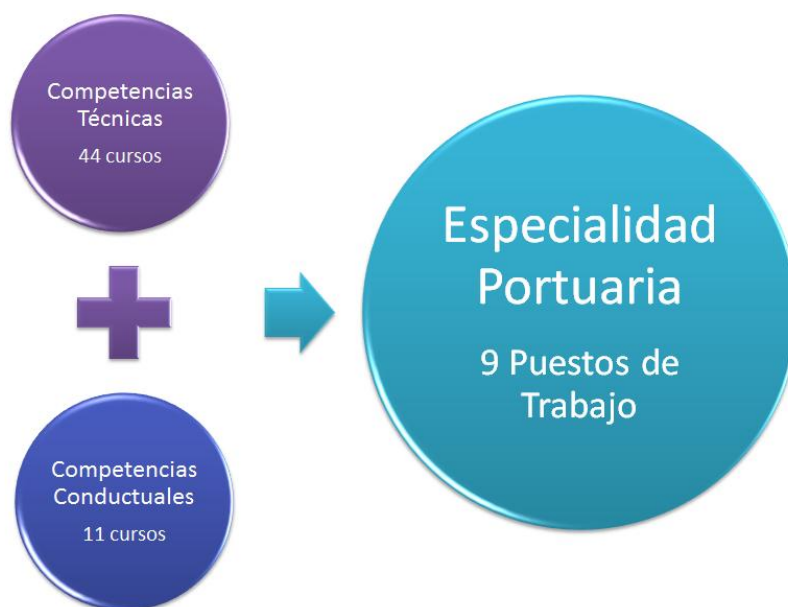 Competencias
Técnicas
44 cursos
Competencias
Conductuales
11 cursos
Especialidad
Portuaria
9 Puestos de
Trabajo